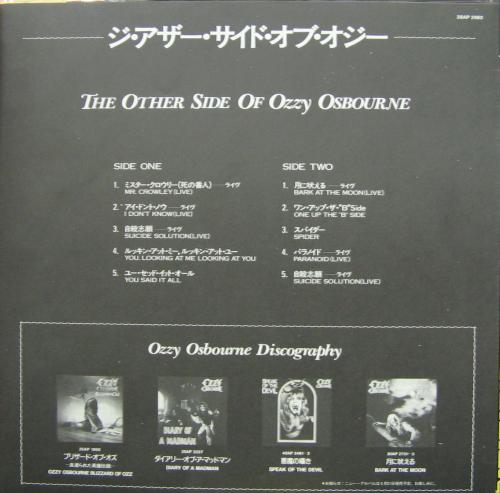 28AP 2982
ジ・アザー・サイド・オブ・オジー
THE OTHER SIDE OF OZZY OSBOURNE
SIDE ONE
1. ミスター・クロウリー(死の番人)──ライヴ
MR. CROWLEY(LIVE)
2. アイ・ドント・ノウ──ライヴ
I DON'T KNOW(LIVE)
3. 自殺志願──ライヴ
SUICIDE SOLUTION(LIVE)
4. ルッキン・アット・ミー, ルッキン・アット・ユー
YOU LOOKING AT ME LOOKING AT YOU
5. ユー・セッド・イット・オール
YOU SAID IT ALL
SIDE TWO
1. 月に吠える──ライヴ
BARK AT THE MOON(LIVE)
2. ワン・アップ・ザ・"B"Side
ONE UP THE "B" SIDE
3. スパイダー
SPIDER
4. パラノイド──ライヴ
PARANOID(LIVE)
5. 自殺志願──ライヴ
SUICIDE SOLUTION(LIVE)
Ozzy Osbourne Discography
ブリザード・オブ・オズ
OZZY OSBOURNE BLIZZARD OF OZZ
DIARY OF A MADMAN
ダイアリー・オブ・ア・マッドマン
DIARY OF A MADMAN
SPEAK OF THE DEVIL
OZZY
悪魔の囁き
SPEAK OF THE DEVIL
OZZY
月に吠える
BARK AT THE MOON